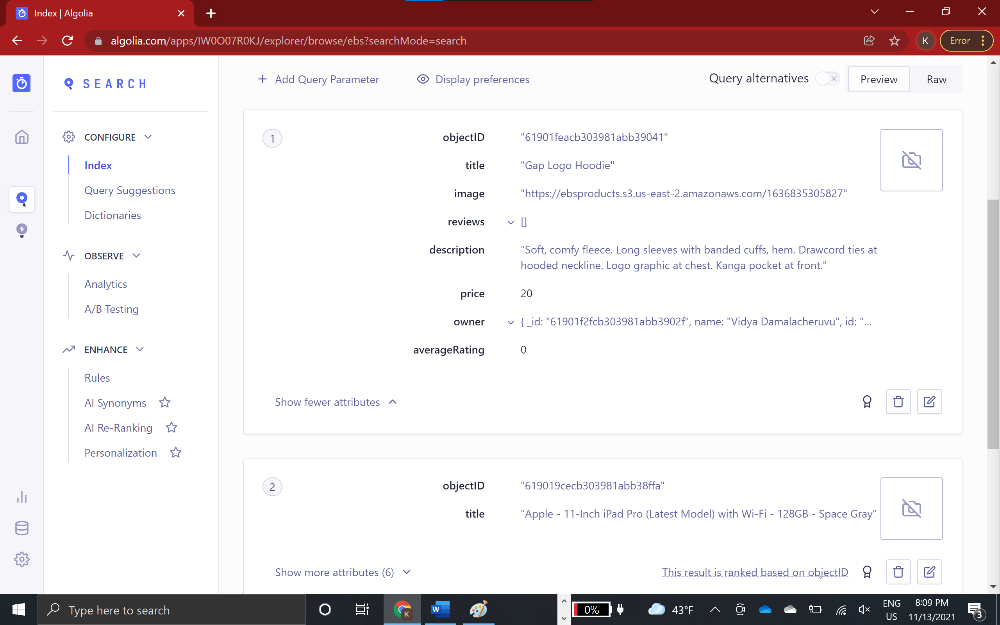 Index | Algolia
algolia.com/apps/IW0O07R0KJ/explorer/browse/ebs?searchMode=search
K
Error
SEARCH
CONFIGURE
Index
Query Suggestions
Dictionaries
OBSERVE
Analytics
A/B Testing
ENHANCE
Rules
AI Synonyms
AI Re-Ranking
Personalization
Add Query Parameter
Display preferences
Query alternatives
Preview
Raw
1
objectID "61901feacb303981abb39041"
title "Gap Logo Hoodie"
image "https://ebsproducts.s3.us-east-2.amazonaws.com/1636835305827"
reviews []
description "Soft, comfy fleece. Long sleeves with banded cuffs, hem. Drawcord ties at
hooded neckline. Logo graphic at chest. Kanga pocket at front."
price 20
owner { _id: "61901f2fcb303981abb3902f", name: "Vidya Damalacheruvu", id: "...
averageRating 0
Show fewer attributes
2
objectID "619019cecb303981abb38ffa"
title "Apple - 11-Inch iPad Pro (Latest Model) with Wi-Fi - 128GB - Space Gray"
Show more attributes (6)
This result is ranked based on objectID
Type here to search
K
W
0%
43°F
ENG
US
8:09 PM
11/13/2021
3